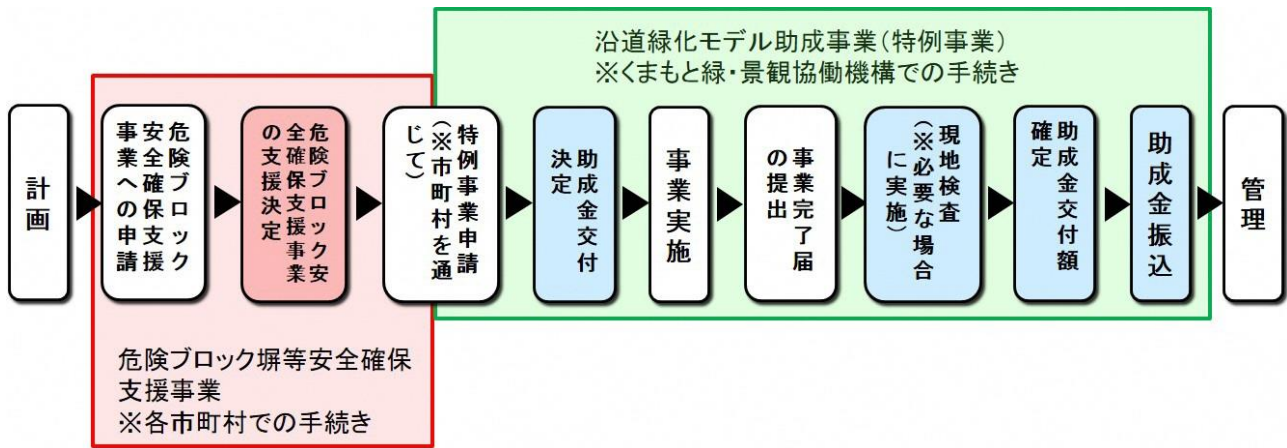 沿道緑化モデル助成事業(特例事業)
※くまもと緑・景観協働機構での手続き
計画
危険ブロック
安全確保支援
事業への申請
危険ブロック安
全確保支援事業
の支援決定
特例事業申請
(※市町村を通
じて)
助成金交付
決定
事業実施
事業完了届
の提出
現地検査
(※必要な場合
に実施)
助成金交付額
確定
助成金振込
管理
危険ブロック塀等安全確保
支援事業
※各市町村での手続き